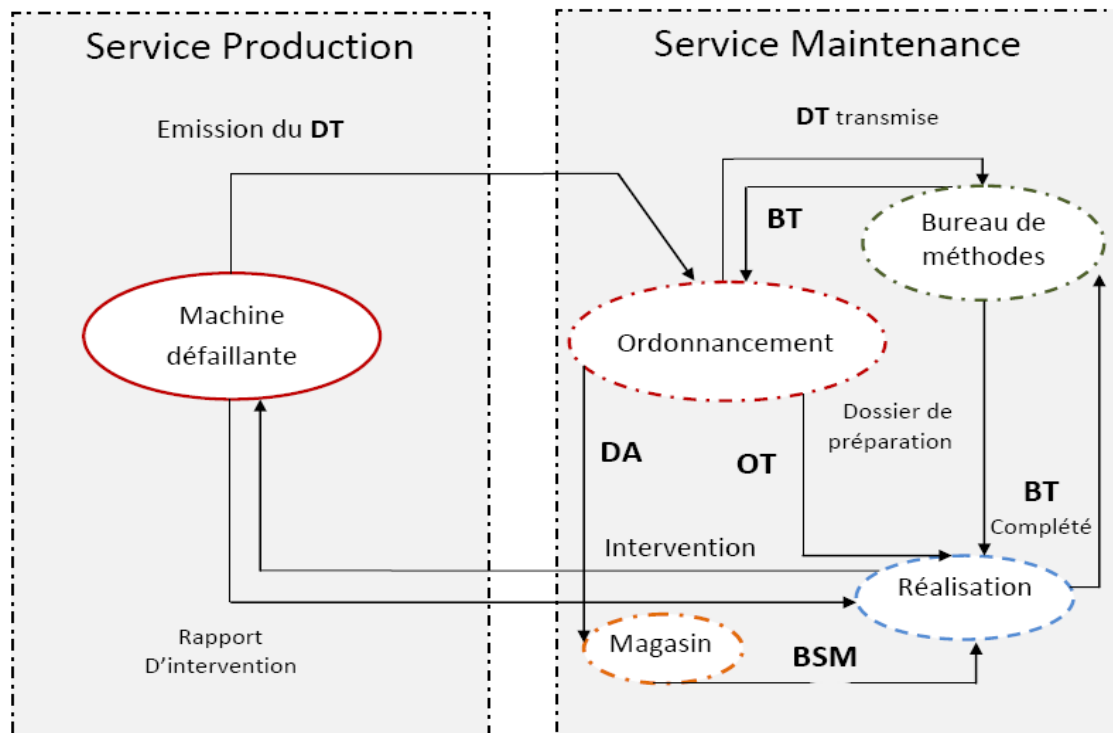 Service Production
Service Maintenance
Emission du DT
DT transmise
BT
Bureau de
méthodes
Machine
défaillante
Ordonnancement
Dossier de
préparation
DA
OT
BT
Complété
Intervention
Réalisation
Rapport
D'intervention
Magasin
BSM